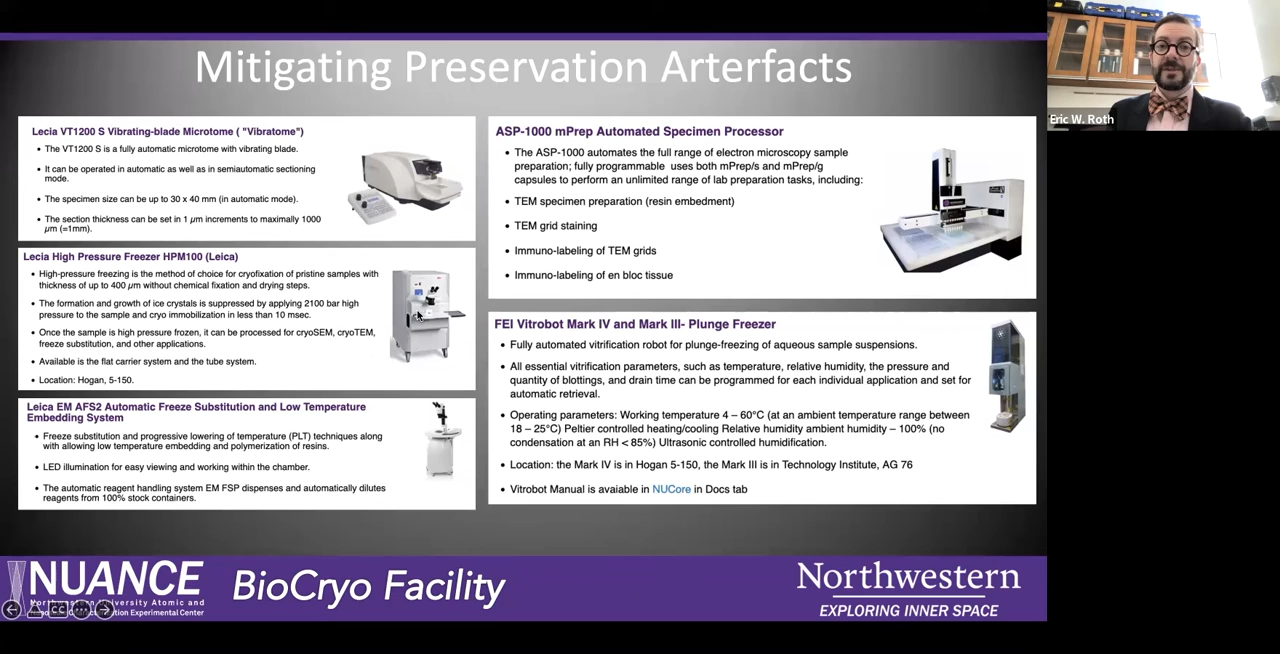 Mitigating Preservation Arterfacts
Eric W. Roth
Lecia VT1200 S Vibrating-blade Microtome ( "Vibratome")
• The VT1200 S is a fully automatic microtome with vibrating blade.
• It can be operated in automatic as well as in semiautomatic sectioning
mode.
• The specimen size can be up to 30 x 40 mm (in automatic mode).
• The section thickness can be set in 1 µm increments to maximally 1000
µm (=1mm).
Lecia High Pressure Freezer HPM100 (Leica)
• High-pressure freezing is the method of choice for cryofixation of pristine samples with
thickness of up to 400 µm without chemical fixation and drying steps.
• The formation and growth of ice crystals is suppressed by applying 2100 bar high
pressure to the sample and cryo immobilization in less than 10 msec.
• Once the sample is high pressure frozen, it can be processed for cryoSEM, cryoTEM,
freeze substitution, and other applications.
• Available is the flat carrier system and the tube system.
• Location: Hogan, 5-150.
Leica EM AFS2 Automatic Freeze Substitution and Low Temperature
Embedding System
• Freeze substitution and progressive lowering of temperature (PLT) techniques along
with allowing low temperature embedding and polymerization of resins.
• LED illumination for easy viewing and working within the chamber.
• The automatic reagent handling system EM FSP dispenses and automatically dilutes
reagents from 100% stock containers.
ASP-1000 mPrep Automated Specimen Processor
• The ASP-1000 automates the full range of electron microscopy sample
preparation; fully programmable uses both mPrep/s and mPrep/g
capsules to perform an unlimited range of lab preparation tasks, including:
• TEM specimen preparation (resin embedment)
• TEM grid staining
• Immuno-labeling of TEM grids
• Immuno-labeling of en bloc tissue
FEI Vitrobot Mark IV and Mark III- Plunge Freezer
• Fully automated vitrification robot for plunge-freezing of aqueous sample suspensions.
• All essential vitrification parameters, such as temperature, relative humidity, the pressure and
quantity of blottings, and drain time can be programmed for each individual application and set for
automatic retrieval.
• Operating parameters: Working temperature 4 – 60°C (at an ambient temperature range between
18 – 25°C) Peltier controlled heating/cooling Relative humidity ambient humidity – 100% (no
condensation at an RH < 85%) Ultrasonic controlled humidification.
• Location: the Mark IV is in Hogan 5-150, the Mark III is in Technology Institute, AG 76
• Vitrobot Manual is avaiable in NUCore in Docs tab
NUANCE
Northwestern University Atomic and
Experimental Center
BioCryo Facility
Northwestern
EXPLORING INNER SPACE